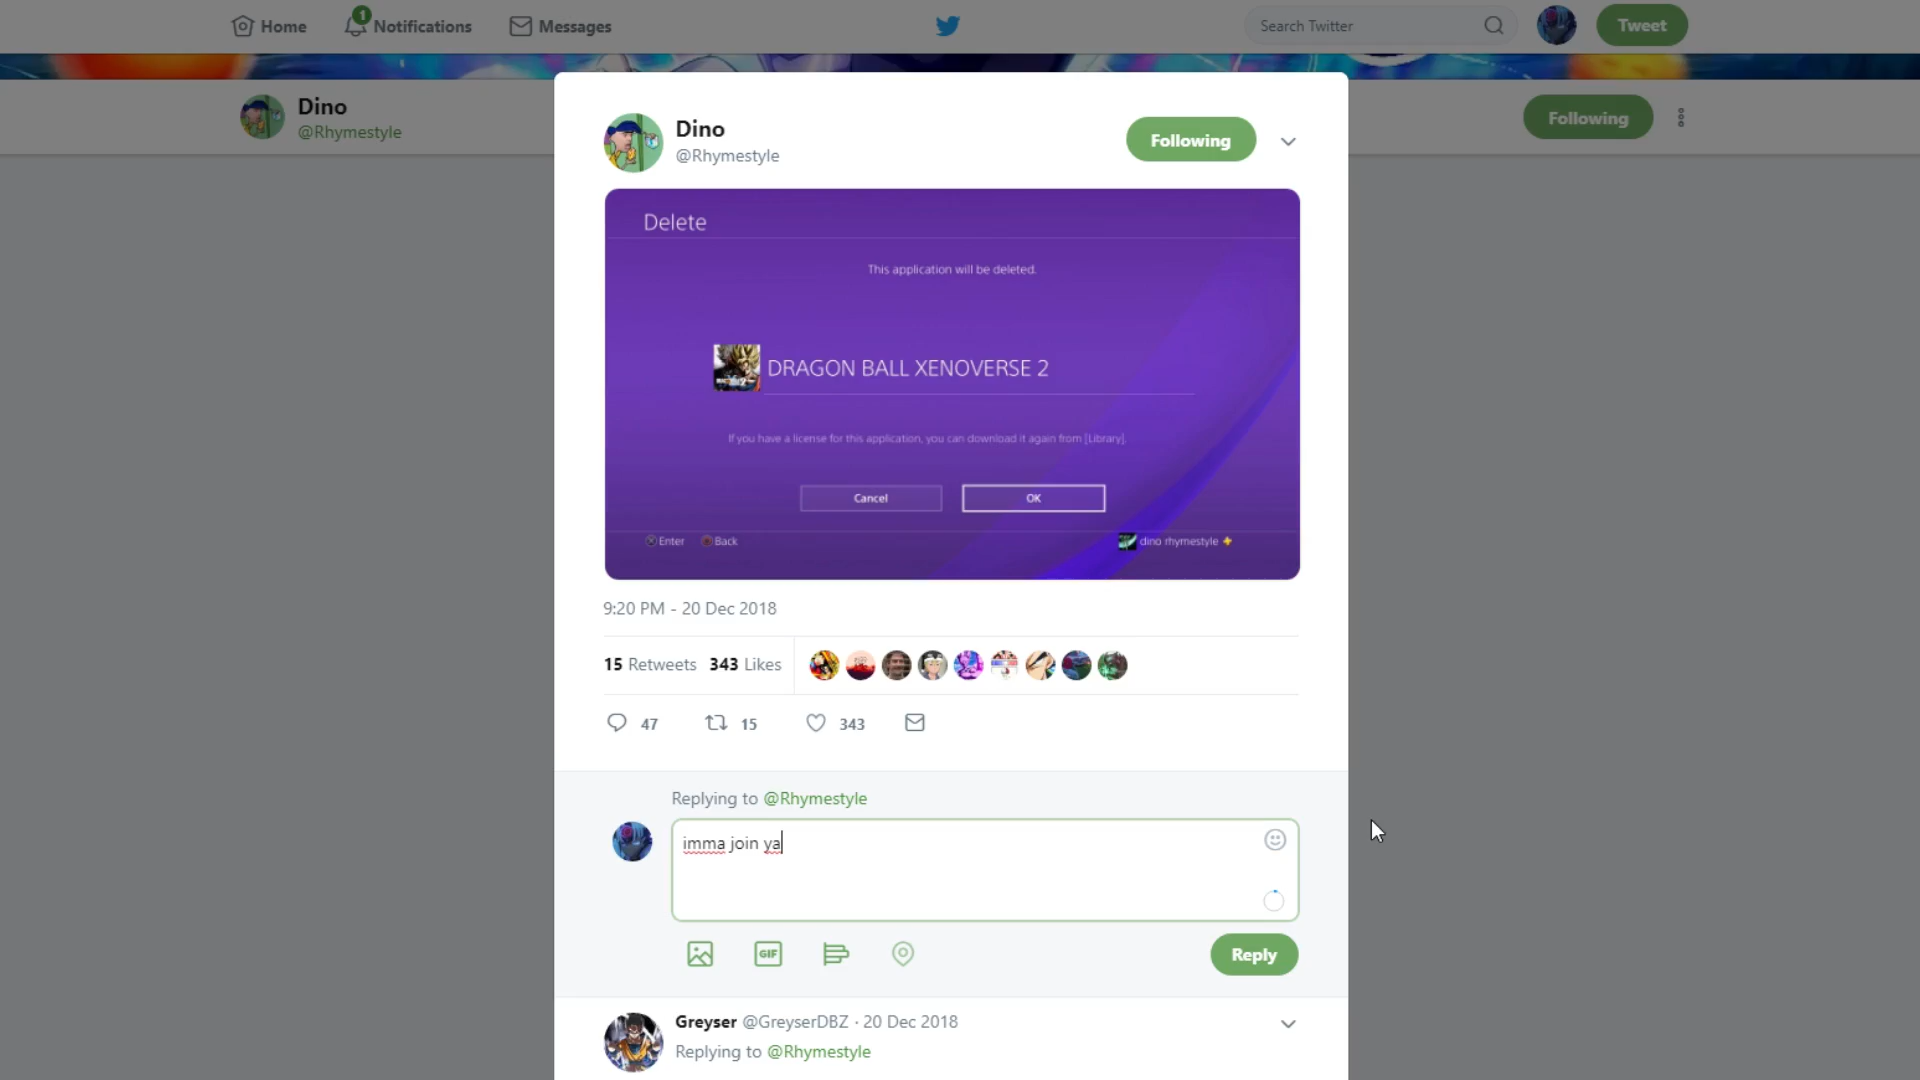 Home
1
Notifications
Messages
Search Twitter
Tweet
Dino
@Rhymestyle
Following
Dino
@Rhymestyle
Following
Delete
This application will be deleted.
DRAGON BALL XENOVERSE 2
If you have a license for this application, you can download it again from [Library].
Cancel
OK
Enter
Back
dino rhymestyle
9:20 PM - 20 Dec 2018
15 Retweets 343 Likes
47
15
343
Replying to @Rhymestyle
imma join ya
GIF
Reply
Greyser @GreyserDBZ · 20 Dec 2018
Replying to @Rhymestyle